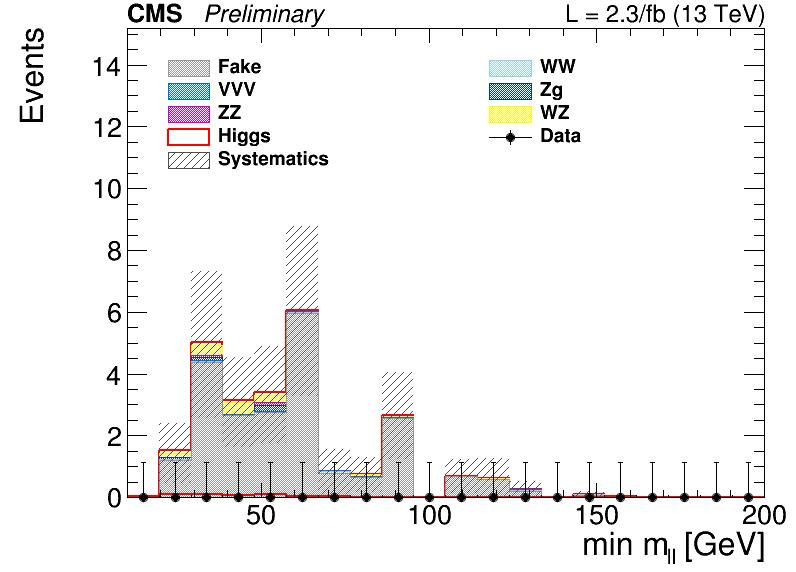 CMS Preliminary L = 2.3/fb (13 TeV)
Events
14
12
10
8
6
4
2
0
Fake
VVV
ZZ
Higgs
Systematics
WW
Zg
WZ
Data
50 100 150 200
min m_ll [GeV]